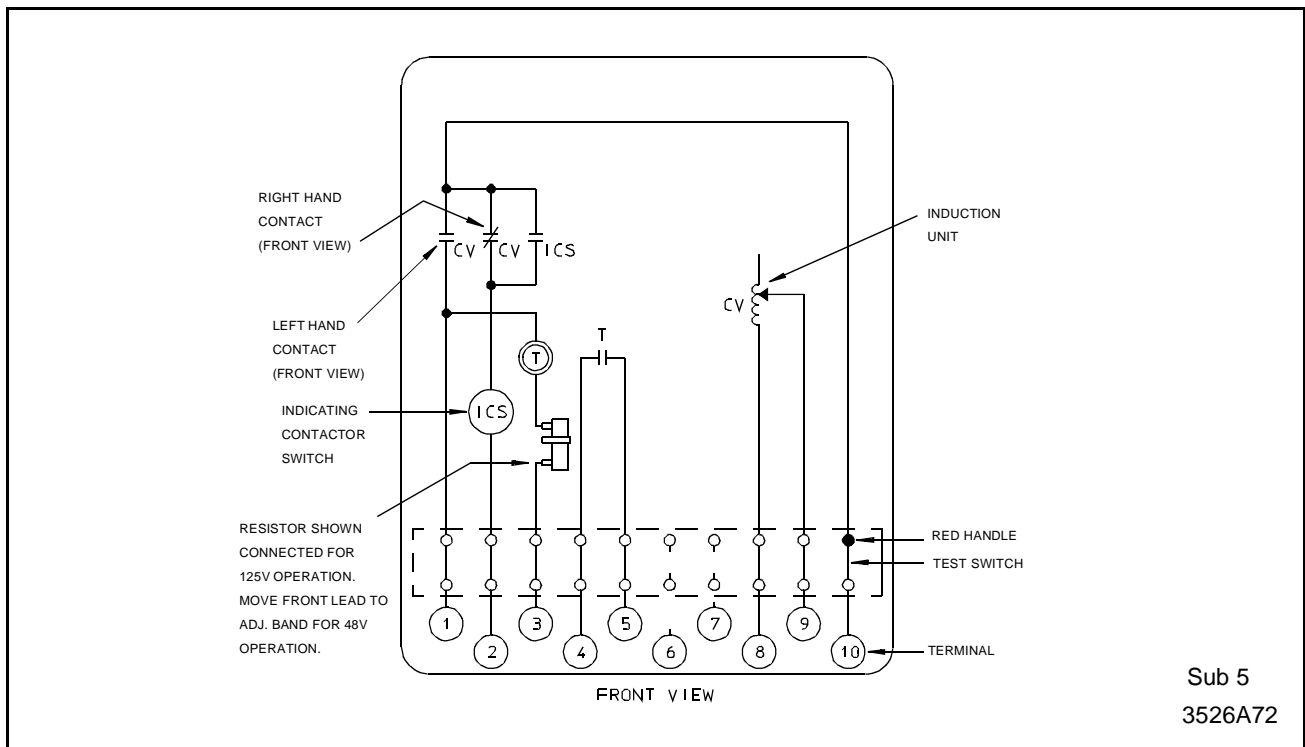 RIGHT HAND
CONTACT
(FRONT VIEW)
CV
CV
ICS
INDUCTION
UNIT
CV
LEFT HAND
CONTACT
(FRONT VIEW)
T
T
INDICATING
CONTACTOR
SWITCH
ICS
RESISTOR SHOWN
CONNECTED FOR
125V OPERATION.
MOVE FRONT LEAD TO
ADJ. BAND FOR 48V
OPERATION.
RED HANDLE
TEST SWITCH
1
2
3
4
5
6
7
8
9
10
TERMINAL
FRONT VIEW
Sub 5
3526A72